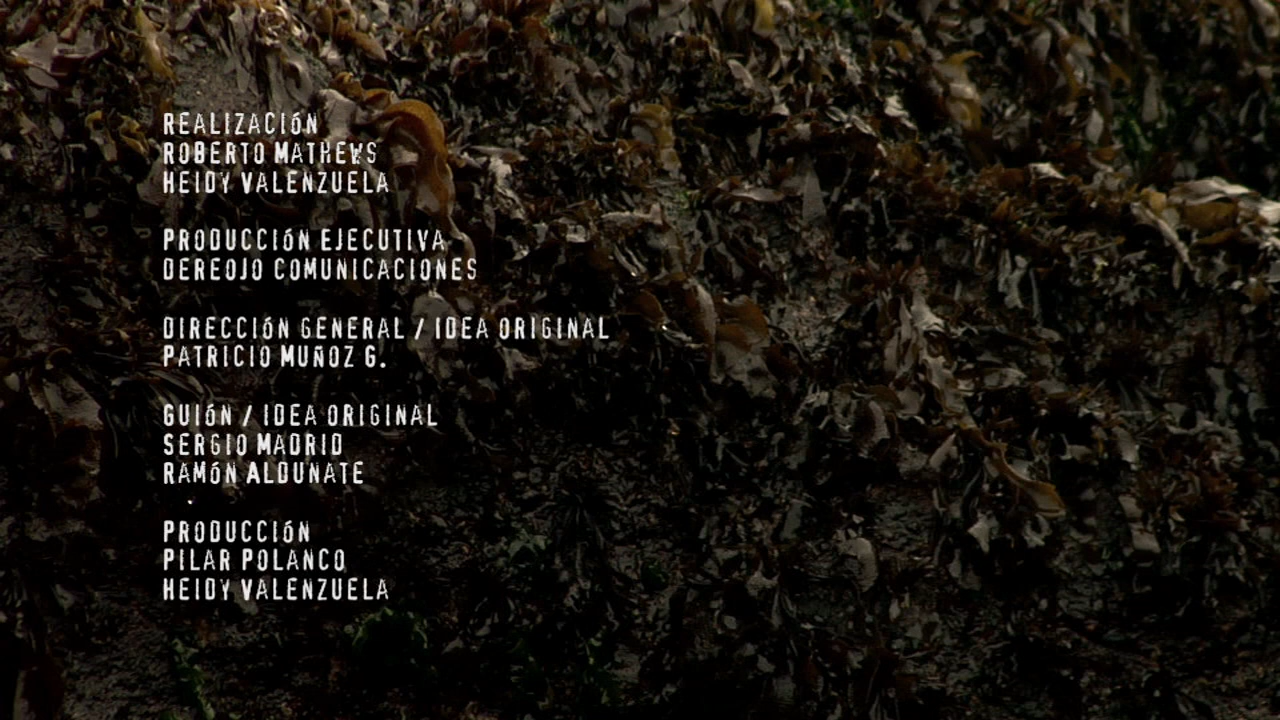 REALIZACIÓN
ROBERTO MATHEWS
HEIDY VALENZUELA
PRODUCCIÓN EJECUTIVA
DEREOJO COMUNICACIONES
DIRECCIÓN GENERAL / IDEA ORIGINAL
PATRICIO MUÑOZ G.
GUIÓN / IDEA ORIGINAL
SERGIO MADRID
RAMÓN ALDUNATE
PRODUCCIÓN
PILAR POLANCO
HEIDY VALENZUELA